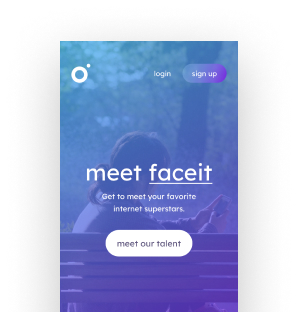 login
sign up
meet faceit
Get to meet your favorite
internet superstars.
meet our talent